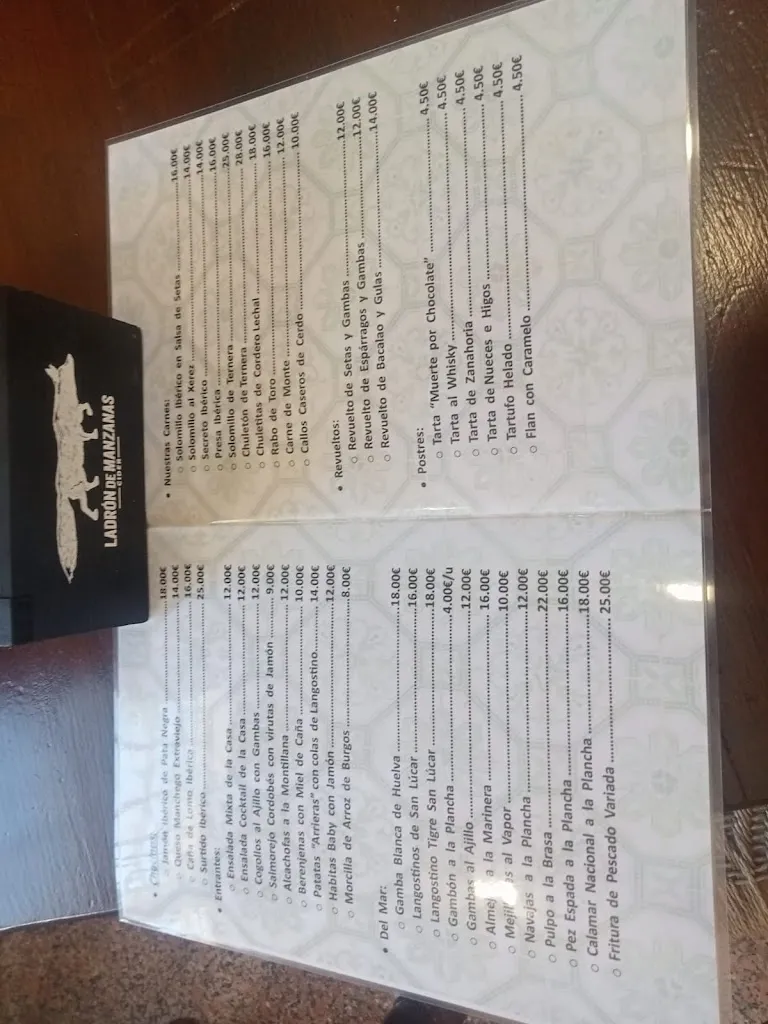 • Chacinas:
○ Jamón Ibérico de Pata Negra 18.00€
○ Queso Manchego Extraviejo 14.00€
○ Caña de Lomo Ibérica 16.00€
○ Surtido Ibérico 25.00€
• Entrantes:
○ Ensalada Mixta de la Casa 12.00€
○ Ensalada Cocktail de la Casa 12.00€
○ Cogollos al Ajillo con Gambas 12.00€
○ Salmorejo Cordobés con virutas de Jamón 9.00€
○ Alcachofas a la Montillana 12.00€
○ Berenjenas con Miel de Caña 10.00€
○ Patatas "Arrieras" con colas de Langostino 14.00€
○ Habitas Baby con Jamón 12.00€
○ Morcilla de Arroz de Burgos 8.00€
• Del Mar:
○ Gamba Blanca de Huelva 18.00€
○ Langostinos de San Lúcar 16.00€
○ Langostino Tigre San Lúcar 18.00€
○ Gambón a la Plancha 4.00€/u
○ Gambas al Ajillo 12.00€
○ Almejas a la Marinera 16.00€
○ Mejillones al Vapor 10.00€
○ Navajas a la Plancha 12.00€
○ Pulpo a la Brasa 22.00€
○ Pez Espada a la Plancha 16.00€
○ Calamar Nacional a la Plancha 18.00€
○ Fritura de Pescado Variada 25.00€
• Nuestras Carnes:
○ Solomillo Ibérico en Salsa de Setas 16.00€
○ Solomillo al Xerez 14.00€
○ Secreto Ibérico 14.00€
○ Presa Ibérica 16.00€
○ Solomillo de Ternera 25.00€
○ Chuletón de Ternera 28.00€
○ Chuletitas de Cordero Lechal 18.00€
○ Rabo de Toro 16.00€
○ Carne de Monte 12.00€
○ Callos Caseros de Cerdo 10.00€
• Revueltos:
○ Revuelto de Setas y Gambas 12.00€
○ Revuelto de Espárragos y Gambas 12.00€
○ Revuelto de Bacalao y Gulas 14.00€
• Postres:
○ Tarta "Muerte por Chocolate" 4.50€
○ Tarta al Whisky 4.50€
○ Tarta de Zanahoria 4.50€
○ Tarta de Nueces e Higos 4.50€
○ Tartufo Helado 4.50€
○ Flan con Caramelo 4.50€
LADRÓN DE MANZANAS
CIDER